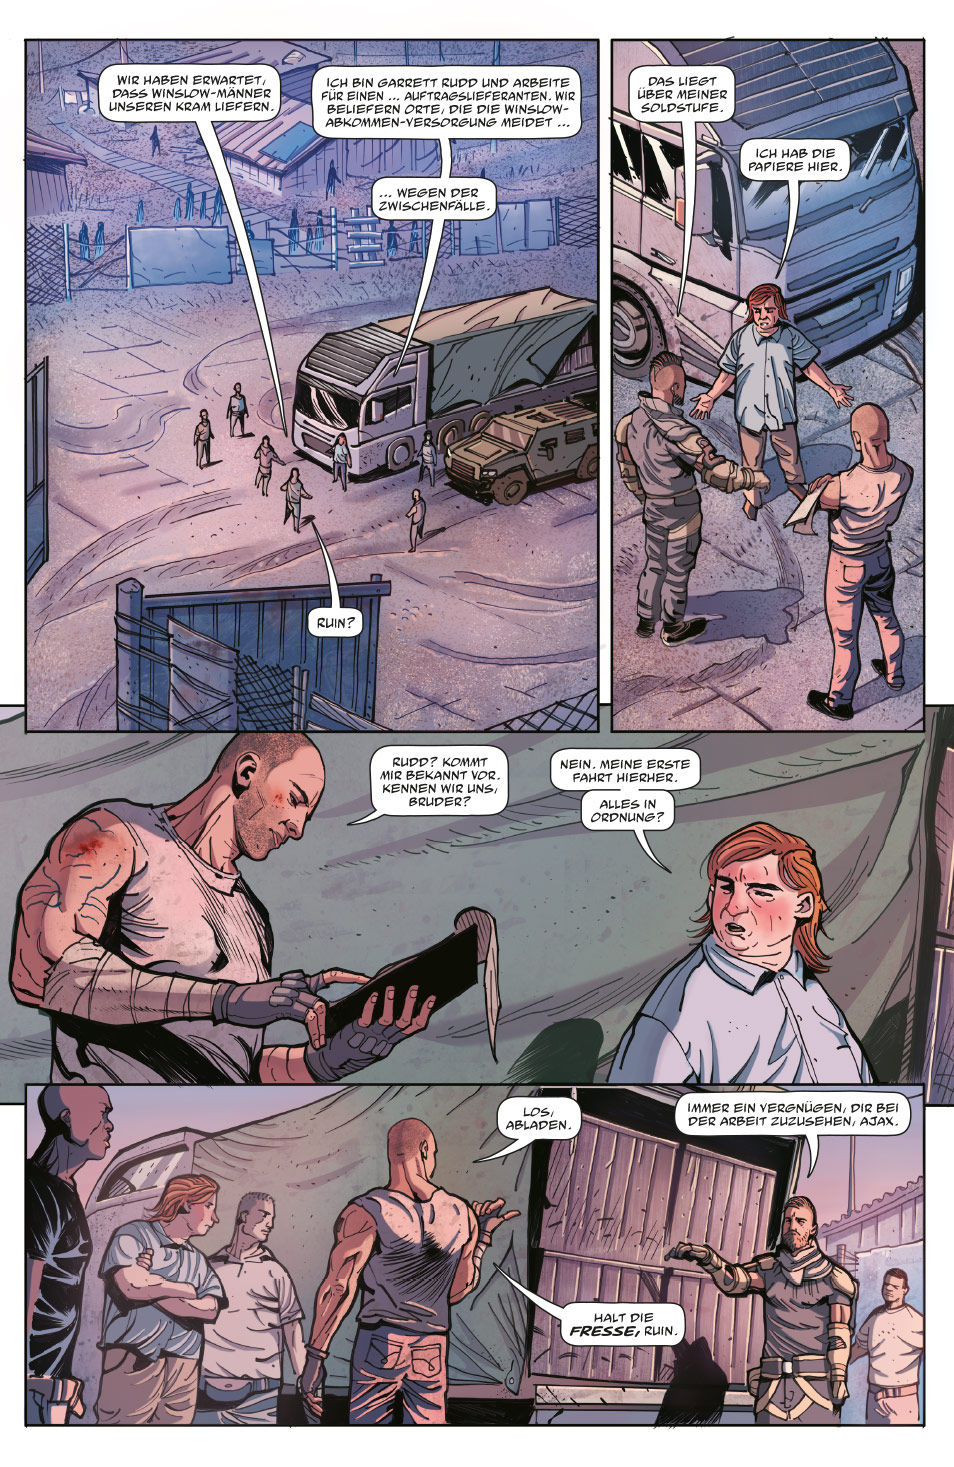 WIR HABEN ERWARTET,
DASS WINSLOW-MÄNNER
UNSEREN KRAM LIEFERN.
ICH BIN GARRETT RUDD UND ARBEITE
FÜR EINEN ... AUFTRAGSLIEFERANTEN. WIR
BELIEFERN ORTE, DIE DIE WINSLOW-
ABKOMMEN-VERSORGUNG MEIDET ...
... WEGEN DER
ZWISCHENFÄLLE.
RUIN?
DAS LIEGT
ÜBER MEINER
SOLDSTUFE.
ICH HAB DIE
PAPIERE HIER.
RUDD? KOMMT
MIR BEKANNT VOR.
KENNEN WIR UNS,
BRUDER?
NEIN. MEINE ERSTE
FAHRT HIERHER.
ALLES IN
ORDNUNG?
LOS,
ABLADEN.
IMMER EIN VERGNÜGEN, DIR BEI
DER ARBEIT ZUZUSEHEN, AJAX.
HALT DIE
FRESSE, RUIN.